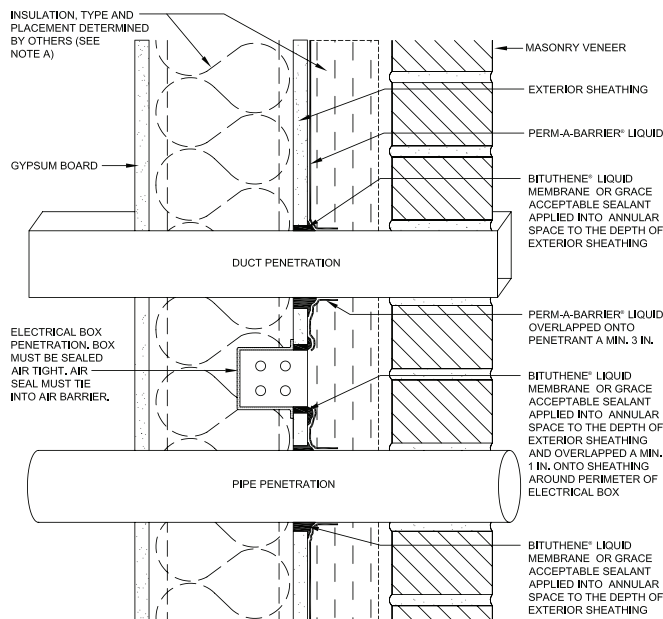 INSULATION, TYPE AND
PLACEMENT DETERMINED
BY OTHERS (SEE
NOTE A)
GYPSUM BOARD
DUCT PENETRATION
ELECTRICAL BOX
PENETRATION. BOX
MUST BE SEALED
AIR TIGHT. AIR
SEAL MUST TIE
INTO AIR BARRIER.
PIPE PENETRATION
MASONRY VENEER
EXTERIOR SHEATHING
PERM-A-BARRIER® LIQUID
BITUTHENE® LIQUID
MEMBRANE OR GRACE
ACCEPTABLE SEALANT
APPLIED INTO ANNULAR
SPACE TO THE DEPTH OF
EXTERIOR SHEATHING
PERM-A-BARRIER® LIQUID
OVERLAPPED ONTO
PENETRANT A MIN. 3 IN.
BITUTHENE® LIQUID
MEMBRANE OR GRACE
ACCEPTABLE SEALANT
APPLIED INTO ANNULAR
SPACE TO THE DEPTH OF
EXTERIOR SHEATHING
AND OVERLAPPED A MIN.
1 IN. ONTO SHEATHING
AROUND PERIMETER OF
ELECTRICAL BOX
BITUTHENE® LIQUID
MEMBRANE OR GRACE
ACCEPTABLE SEALANT
APPLIED INTO ANNULAR
SPACE TO THE DEPTH OF
EXTERIOR SHEATHING